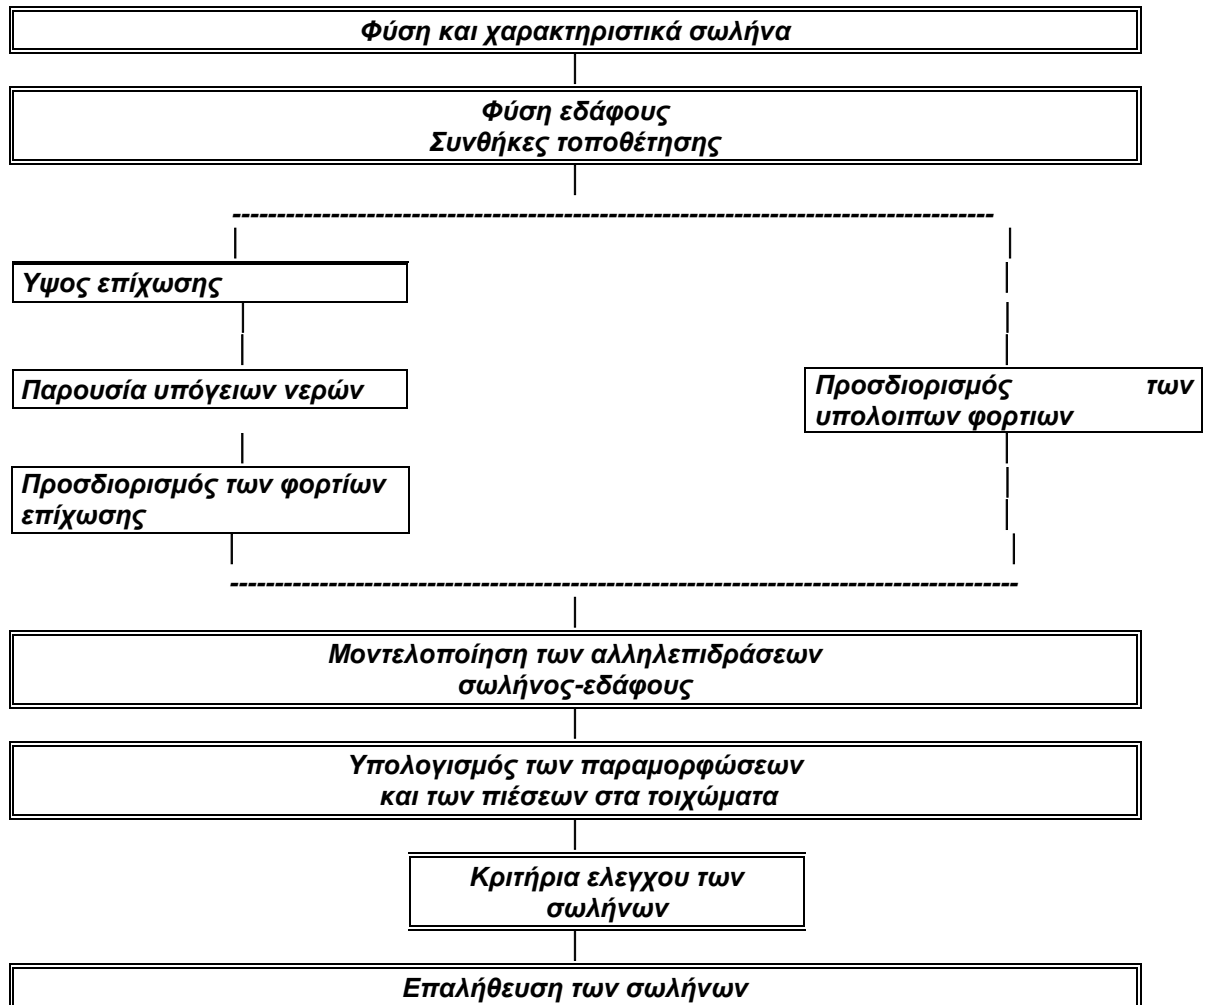 Φύση και χαρακτηριστικά σωλήνα
Φύση εδάφους
Συνθήκες τοποθέτησης
Υψος επίχωσης
Παρουσία υπόγειων νερών
Προσδιορισμός των
υπολοιπων φορτιων
Προσδιορισμός των φορτίων
επίχωσης
Μοντελοποίηση των αλληλεπιδράσεων
σωλήνος-εδάφους
Υπολογισμός των παραμορφώσεων
και των πιέσεων στα τοιχώματα
Κριτήρια ελεγχου των
σωλήνων
Επαλήθευση των σωλήνων